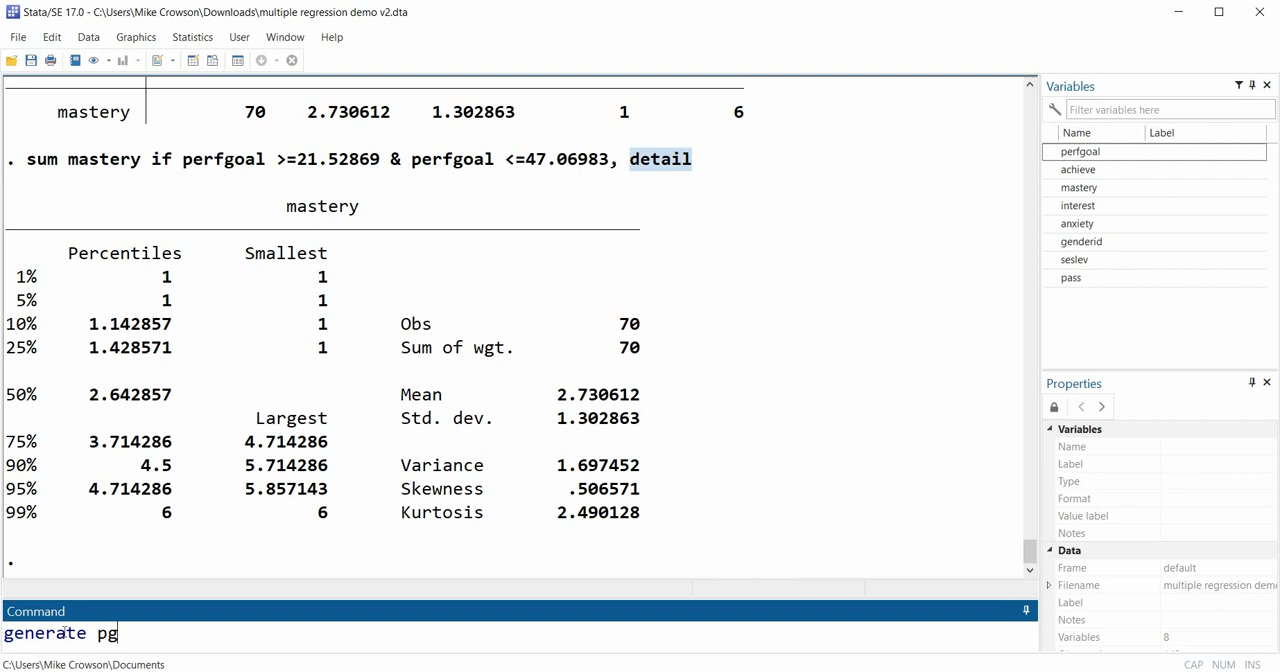 Stata/SE 17.0 - C:\Users\Mike Crowson\Downloads\multiple regression demo v2.dta
File Edit Data Graphics Statistics User Window Help
mastery 70 2.730612 1.302863 1 6
. sum mastery if perfgoal >=21.52869 & perfgoal <=47.06983, detail
mastery
Percentiles Smallest
1% 1 1
5% 1 1
10% 1.142857 1 Obs 70
25% 1.428571 1 Sum of wgt. 70
50% 2.642857 Mean 2.730612
Largest Std. dev. 1.302863
75% 3.714286 4.714286
90% 4.5 5.714286 Variance 1.697452
95% 4.714286 5.857143 Skewness .506571
99% 6 6 Kurtosis 2.490128
.
Command
generate pg
C:\Users\Mike Crowson\Documents
Variables
Filter variables here
Name Label
perfgoal
achieve
mastery
interest
anxiety
genderid
seslev
pass
Properties
Variables
Name
Label
Type
Format
Value label
Notes
Data
Frame default
Filename multiple regression demo
Label
Notes
Variables 8
CAP NUM INS